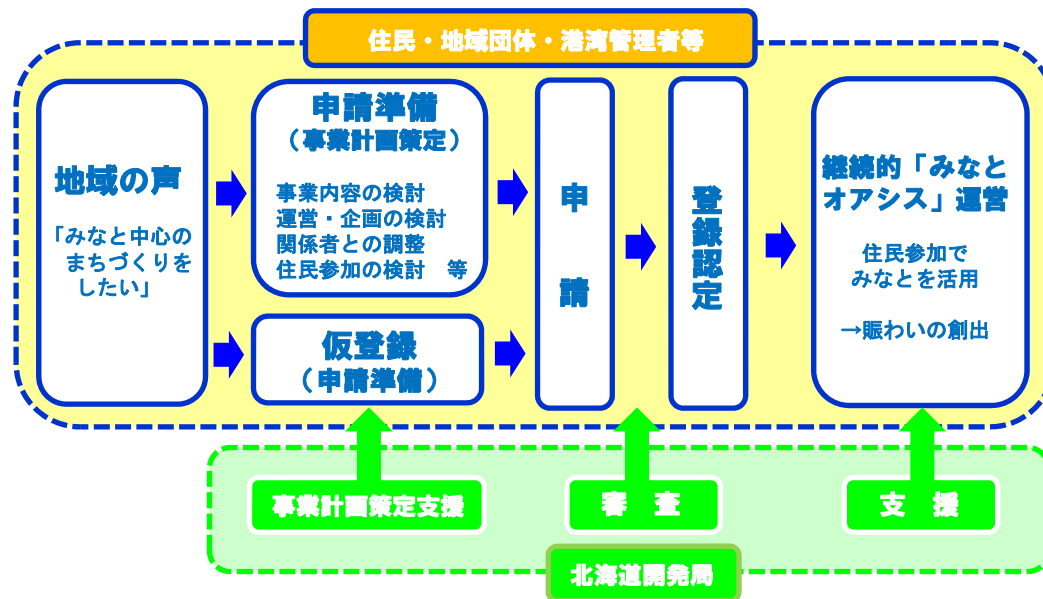 住民・地域団体・港湾管理者等
地域の声
「みなと中心の
まちづくりを
したい」
申請準備
（事業計画策定）
事業内容の検討
運営・企画の検討
関係者との調整
住民参加の検討　等
仮登録
（申請準備）
申請
登録認定
継続的「みなと
オアシス」運営
住民参加で
みなとを活用
→賑わいの創出
事業計画策定支援
審　査
支　援
北海道開発局